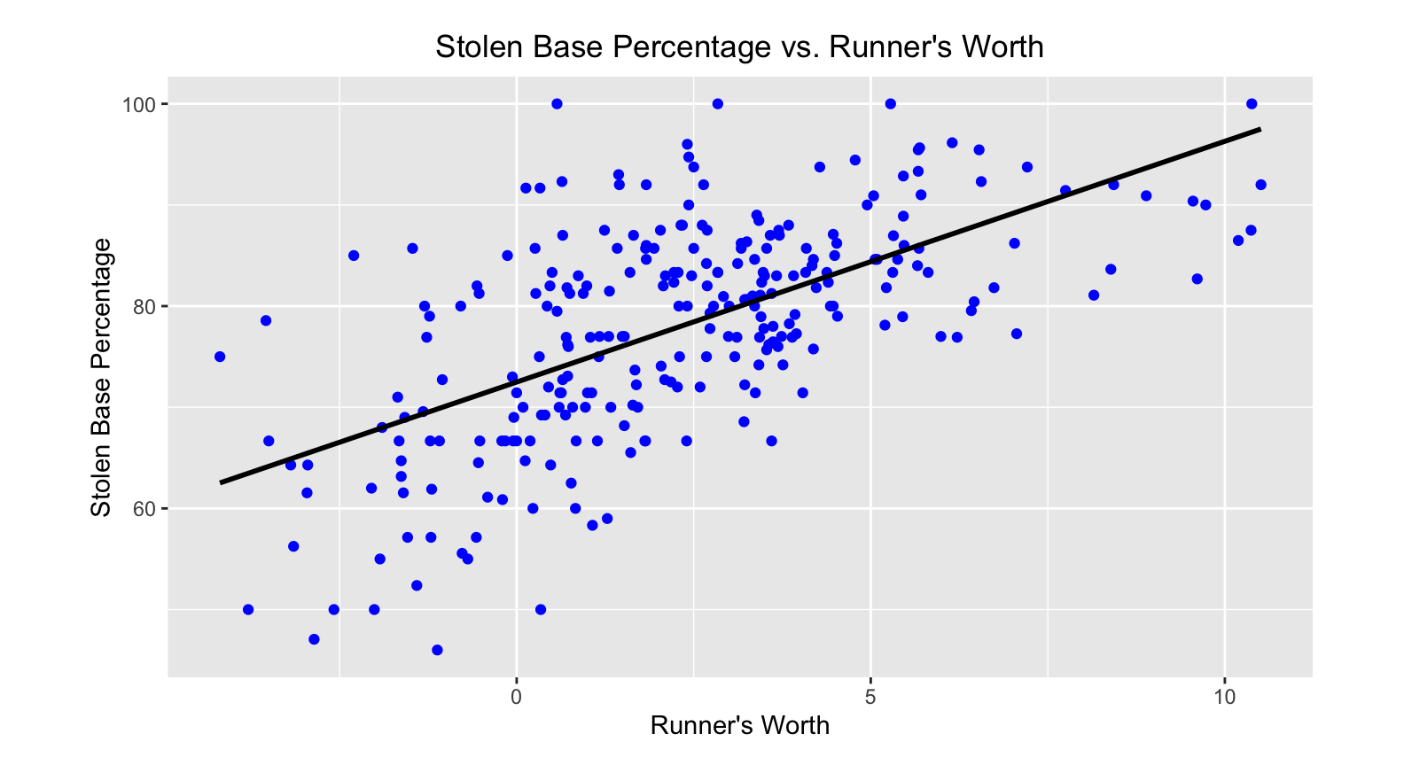 Stolen Base Percentage vs. Runner's Worth
Stolen Base Percentage
100
80
60
0 5 10
Runner's Worth